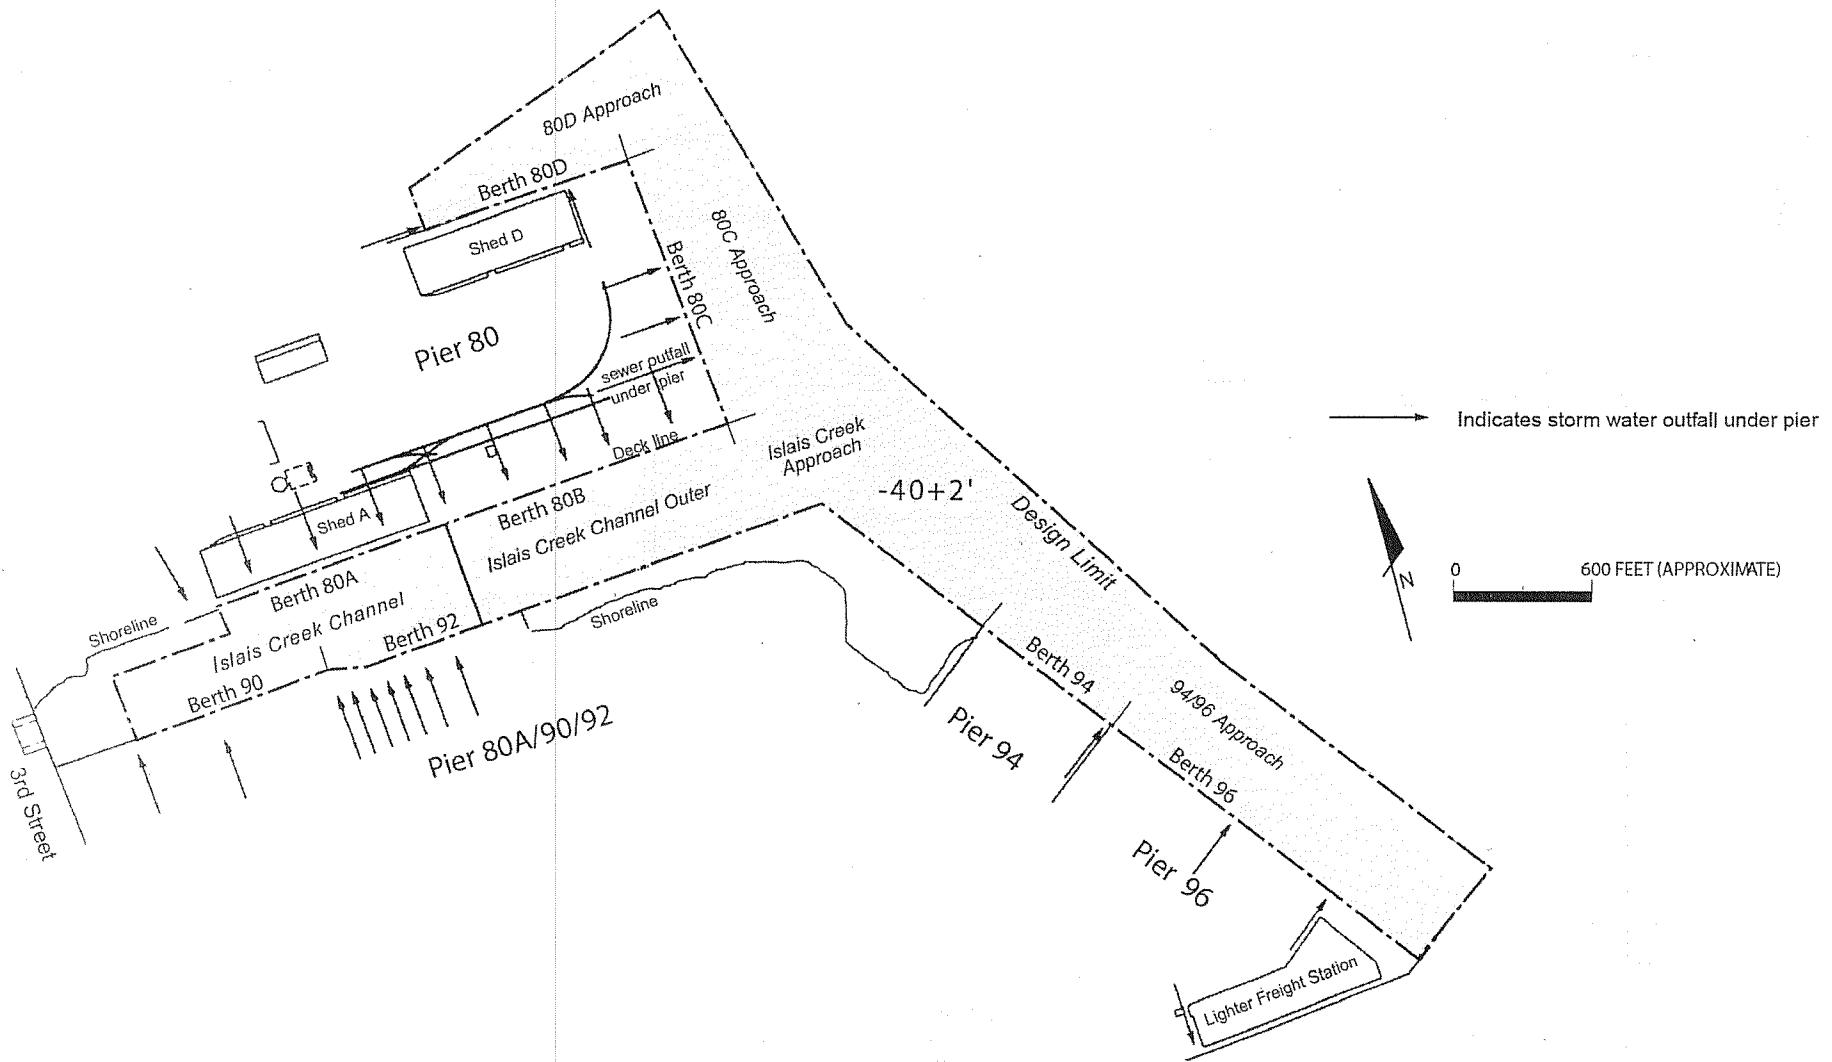 80D Approach
Berth 80D
Shed D
80C Approach
Berth 80C
Pier 80
sewer outfall
under pier
Deck line
Islais Creek
Approach
-40+2'
Design Limit
Indicates storm water outfall under pier
N
0 600 FEET (APPROXIMATE)
Shed A
Berth 80B
Islais Creek Channel Outer
Berth 80A
Islais Creek Channel
Berth 92
Berth 90
Shoreline
Shoreline
3rd Street
Pier 80A/90/92
Berth 94
Pier 94
94/96 Approach
Berth 96
Pier 96
Lighter Freight Station